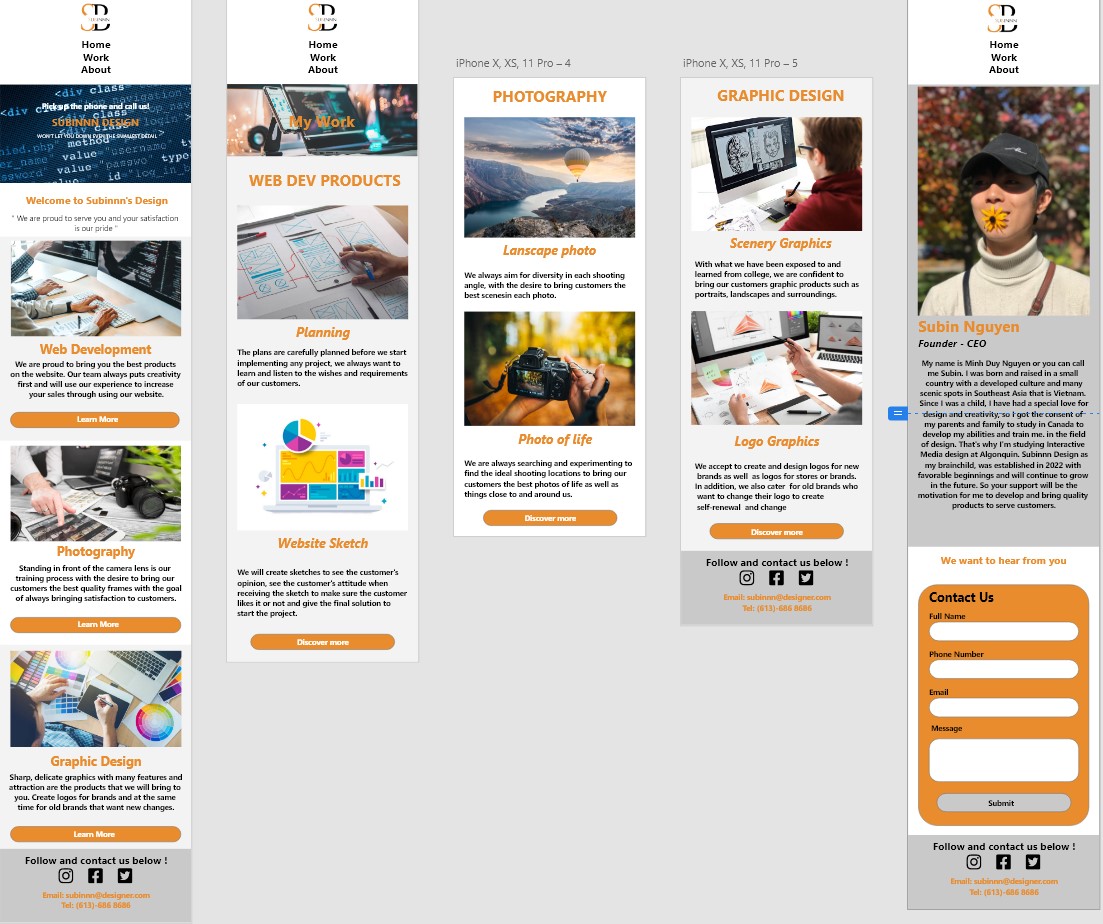 SD
SUBINNN
Home
Work
About
Pick up the phone and call us!
SUBINNN DESIGN
WON'T LET YOU DOWN EVEN THE SMALLEST DETAIL
Welcome to Subinnn's Design
" We are proud to serve you and your satisfaction
is our pride "
Web Development
We are proud to bring you the best products
on the website. Our team always puts creativity
first and will use our experience to increase
your sales through using our website.
Learn More
Photography
Standing in front of the camera lens is our
training process with the desire to bring our
customers the best quality frames with the goal
of always bringing satisfaction to customers.
Learn More
Graphic Design
Sharp, delicate graphics with many features and
attraction are the products that we will bring to
you. Create logos for brands and at the same
time for old brands that want new changes.
Learn More
Follow and contact us below !
Email: subinnn@designer.com
Tel: (613)-686 8686
SD
SUBINNN
Home
Work
About
My Work
WEB DEV PRODUCTS
Planning
The plans are carefully planned before we start
implementing any project, we always want to
learn and listen to the wishes and requirements
of our customers.
Website Sketch
We will create sketches to see the customer's
opinion, see the customer's attitude when
receiving the sketch to make sure the customer
likes it or not and give the final solution to
start the project.
Discover more
iPhone X, XS, 11 Pro – 4
PHOTOGRAPHY
Lanscape photo
We always aim for diversity in each shooting
angle, with the desire to bring customers the
best scenesin each photo.
Photo of life
We are always searching and experimenting to
find the ideal shooting locations to bring our
customers the best photos of life as well as
things close to and around us.
Discover more
iPhone X, XS, 11 Pro – 5
GRAPHIC DESIGN
Scenery Graphics
With what we have been exposed to and
learned from college, we are confident to
bring our customers graphic products such as
portraits, landscapes and surroundings.
Logo Graphics
We accept to create and design logos for new
brands as well as logos for stores or brands.
In addition, we also cater for old brands who
want to change their logo to create
self-renewal and change
Discover more
Follow and contact us below !
Email: subinnn@designer.com
Tel: (613)-686 8686
SD
SUBINNN
Home
Work
About
Subin Nguyen
Founder - CEO
My name is Minh Duy Nguyen or you can call
me Subin. I was born and raised in a small
country with a developed culture and many
scenic spots in Southeast Asia that is Vietnam.
Since I was a child, I have had a special love for
design and creativity, so I got the consent of
my parents and family to study in Canada to
develop my abilities and train me. in the field
of design. That's why I'm studying Interactive
Media design at Algonquin. Subinnn Design as
my brainchild, was established in 2022 with
favorable beginnings and will continue to grow
in the future. So your support will be the
motivation for me to develop and bring quality
products to serve customers.
We want to hear from you
Contact Us
Full Name
Phone Number
Email
Message
Submit
Follow and contact us below !
Email: subinnn@designer.com
Tel: (613)-686 8686